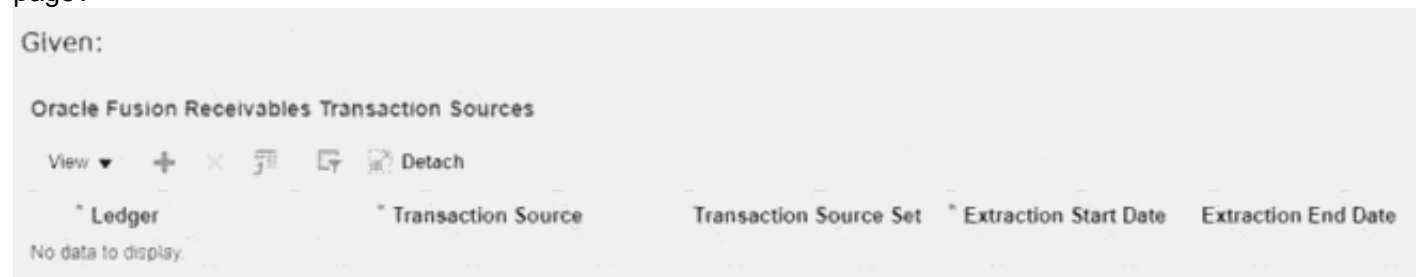 page?
Given:
Oracle Fusion Receivables Transaction Sources
View Detach
* Ledger * Transaction Source Transaction Source Set * Extraction Start Date Extraction End Date
No data to display.